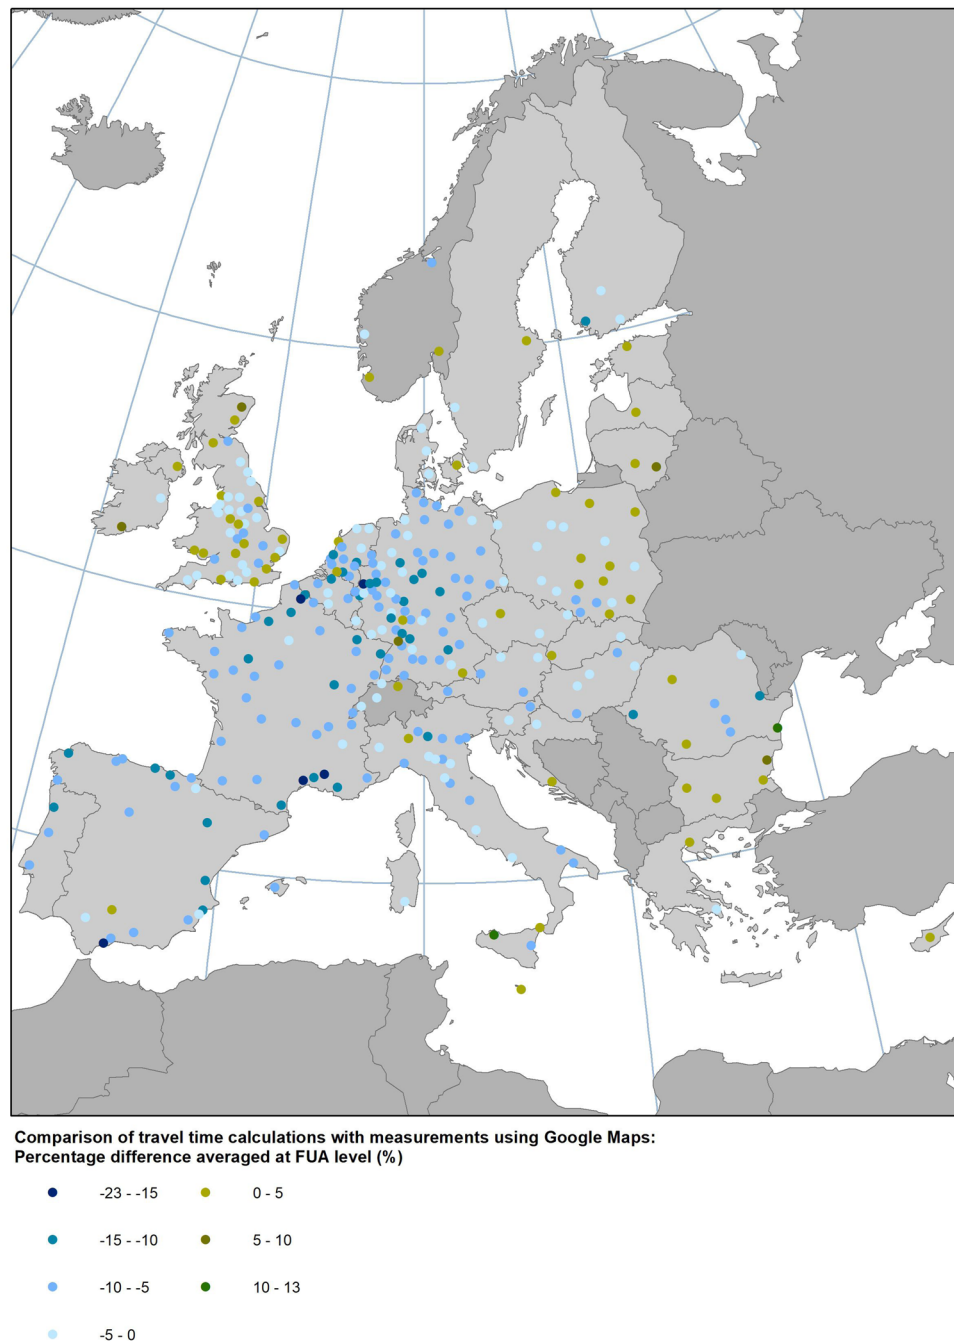 Comparison of travel time calculations with measurements using Google Maps:
Percentage difference averaged at FUA level (%)
-23 - -15
0 - 5
-15 - -10
5 - 10
-10 - -5
10 - 13
-5 - 0